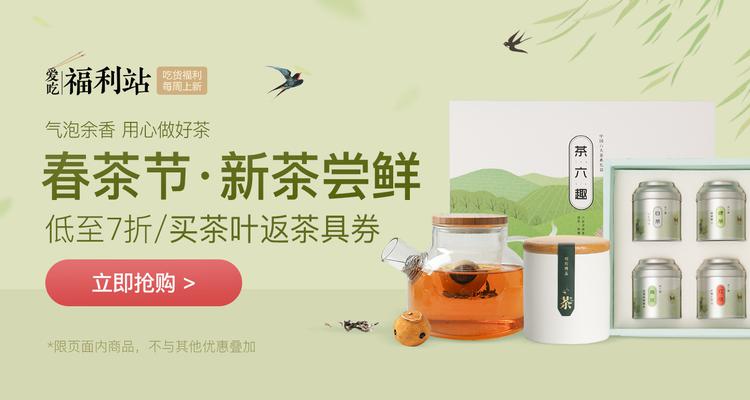 爱吃|福利站
吃货福利
每周上新
气泡余香 用心做好茶
春茶节·新茶尝鲜
低至7折/买茶叶返茶具券
立即抢购 >
*限页面内商品，不与其他优惠叠加
茶六趣
茶
白茶